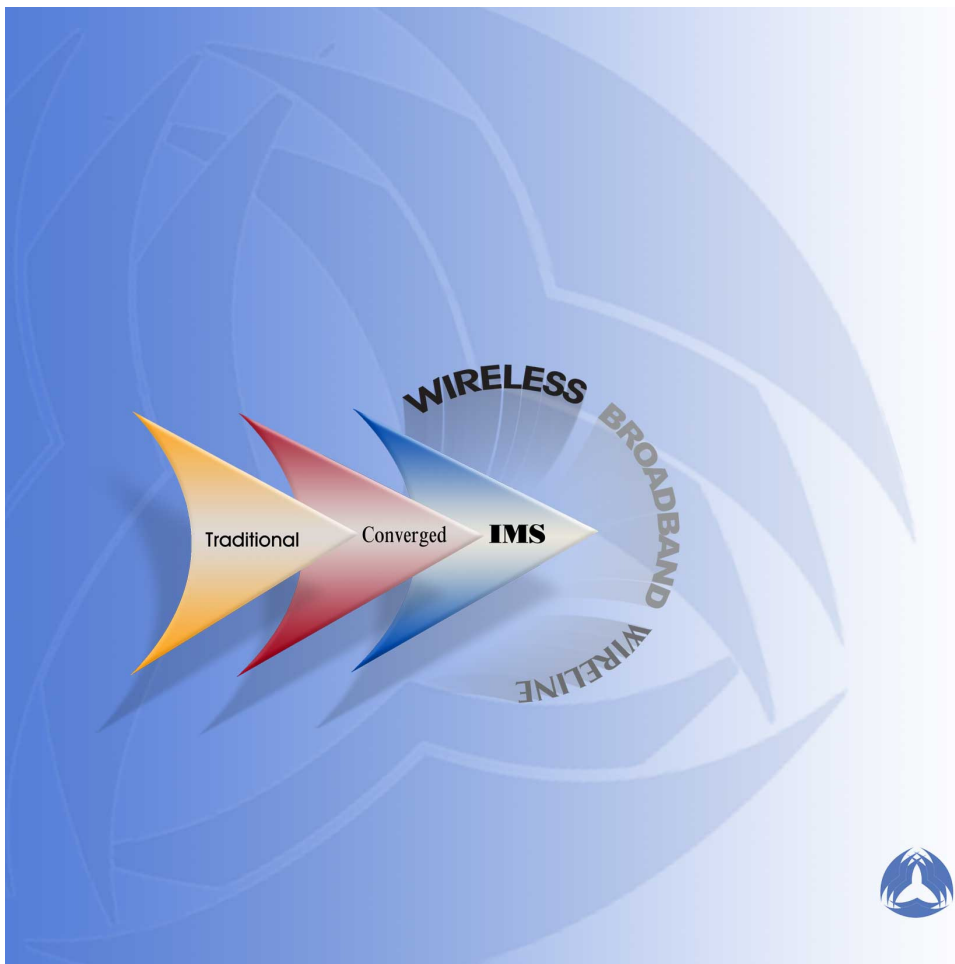 WIRELESS
BROADBAND
Traditional
Converged
IMS
WIRELINE